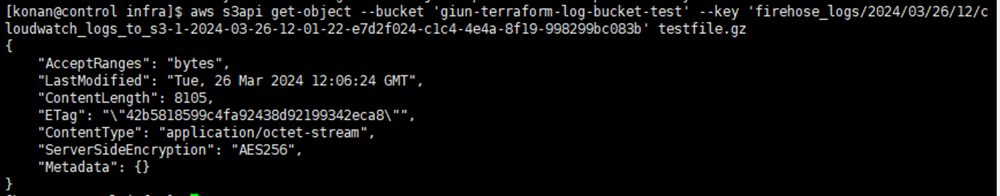 [konan@control infra]$ aws s3api get-object --bucket 'giun-terraform-log-bucket-test' --key 'firehose_logs/2024/03/26/12/c
loudwatch_logs_to_s3-1-2024-03-26-12-01-22-e7d2f024-c1c4-4e4a-8f19-998299bc083b' testfile.gz
{
    "AcceptRanges": "bytes",
    "LastModified": "Tue, 26 Mar 2024 12:06:24 GMT",
    "ContentLength": 8105,
    "ETag": "\"42b5818599c4fa92438d92199342eca8\"",
    "ContentType": "application/octet-stream",
    "ServerSideEncryption": "AES256",
    "Metadata": {}
}